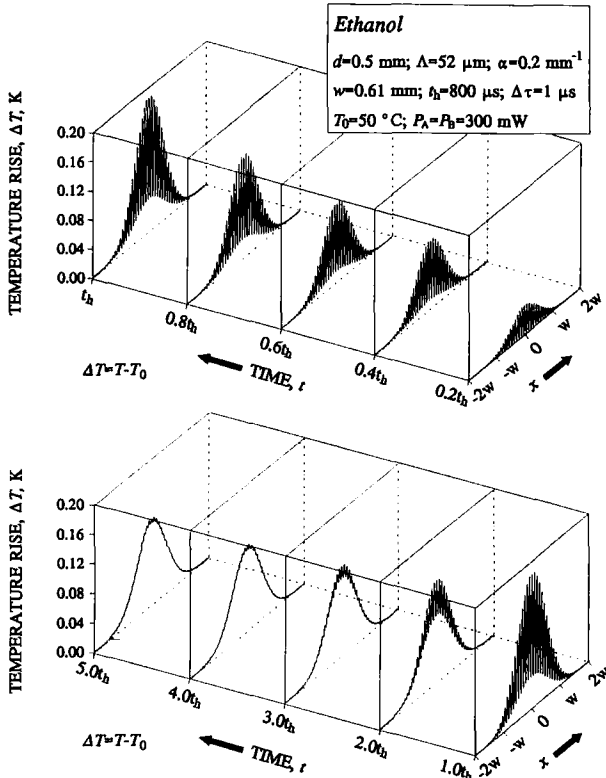 Ethanol
d=0.5 mm; Λ=52 μm; α=0.2 mm⁻¹
w=0.61 mm; tₕ=800 μs; Δτ=1 μs
T₀=50 °C; P_A=P_B=300 mW
TEMPERATURE RISE, ΔT, K
0.20
0.16
0.12
0.08
0.04
0.00
tₕ
0.8tₕ
0.6tₕ
0.4tₕ
0.2tₕ
-2w
-w
0
w
2w
x
TIME, t
ΔT=T-T₀
TEMPERATURE RISE, ΔT, K
0.20
0.16
0.12
0.08
0.04
0.00
5.0tₕ
4.0tₕ
3.0tₕ
2.0tₕ
1.0tₕ
-2w
-w
0
w
2w
x
TIME, t
ΔT=T-T₀